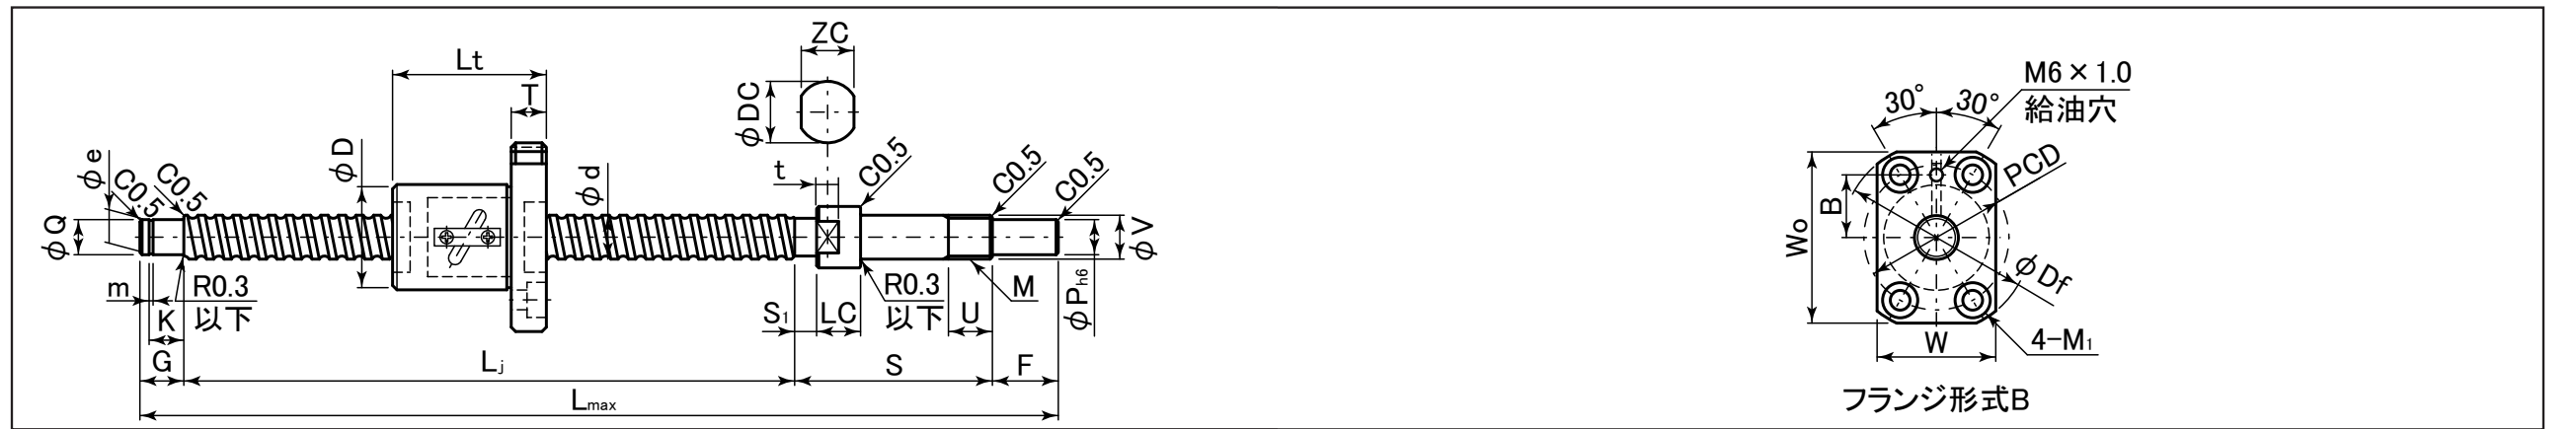 ZC
Lt
T
φDC
φD
φe
C0.5
C0.5
φd
t
C0.5
C0.5
C0.5
φQ
φV
m
R0.3
以下
K
G
S₁
LC
R0.3
以下
M
U
φPh6
Lj
S
F
Lmax
M6×1.0
給油穴
30°
30°
PCD
B
Wo
φDf
W
4-M₁
フランジ形式B